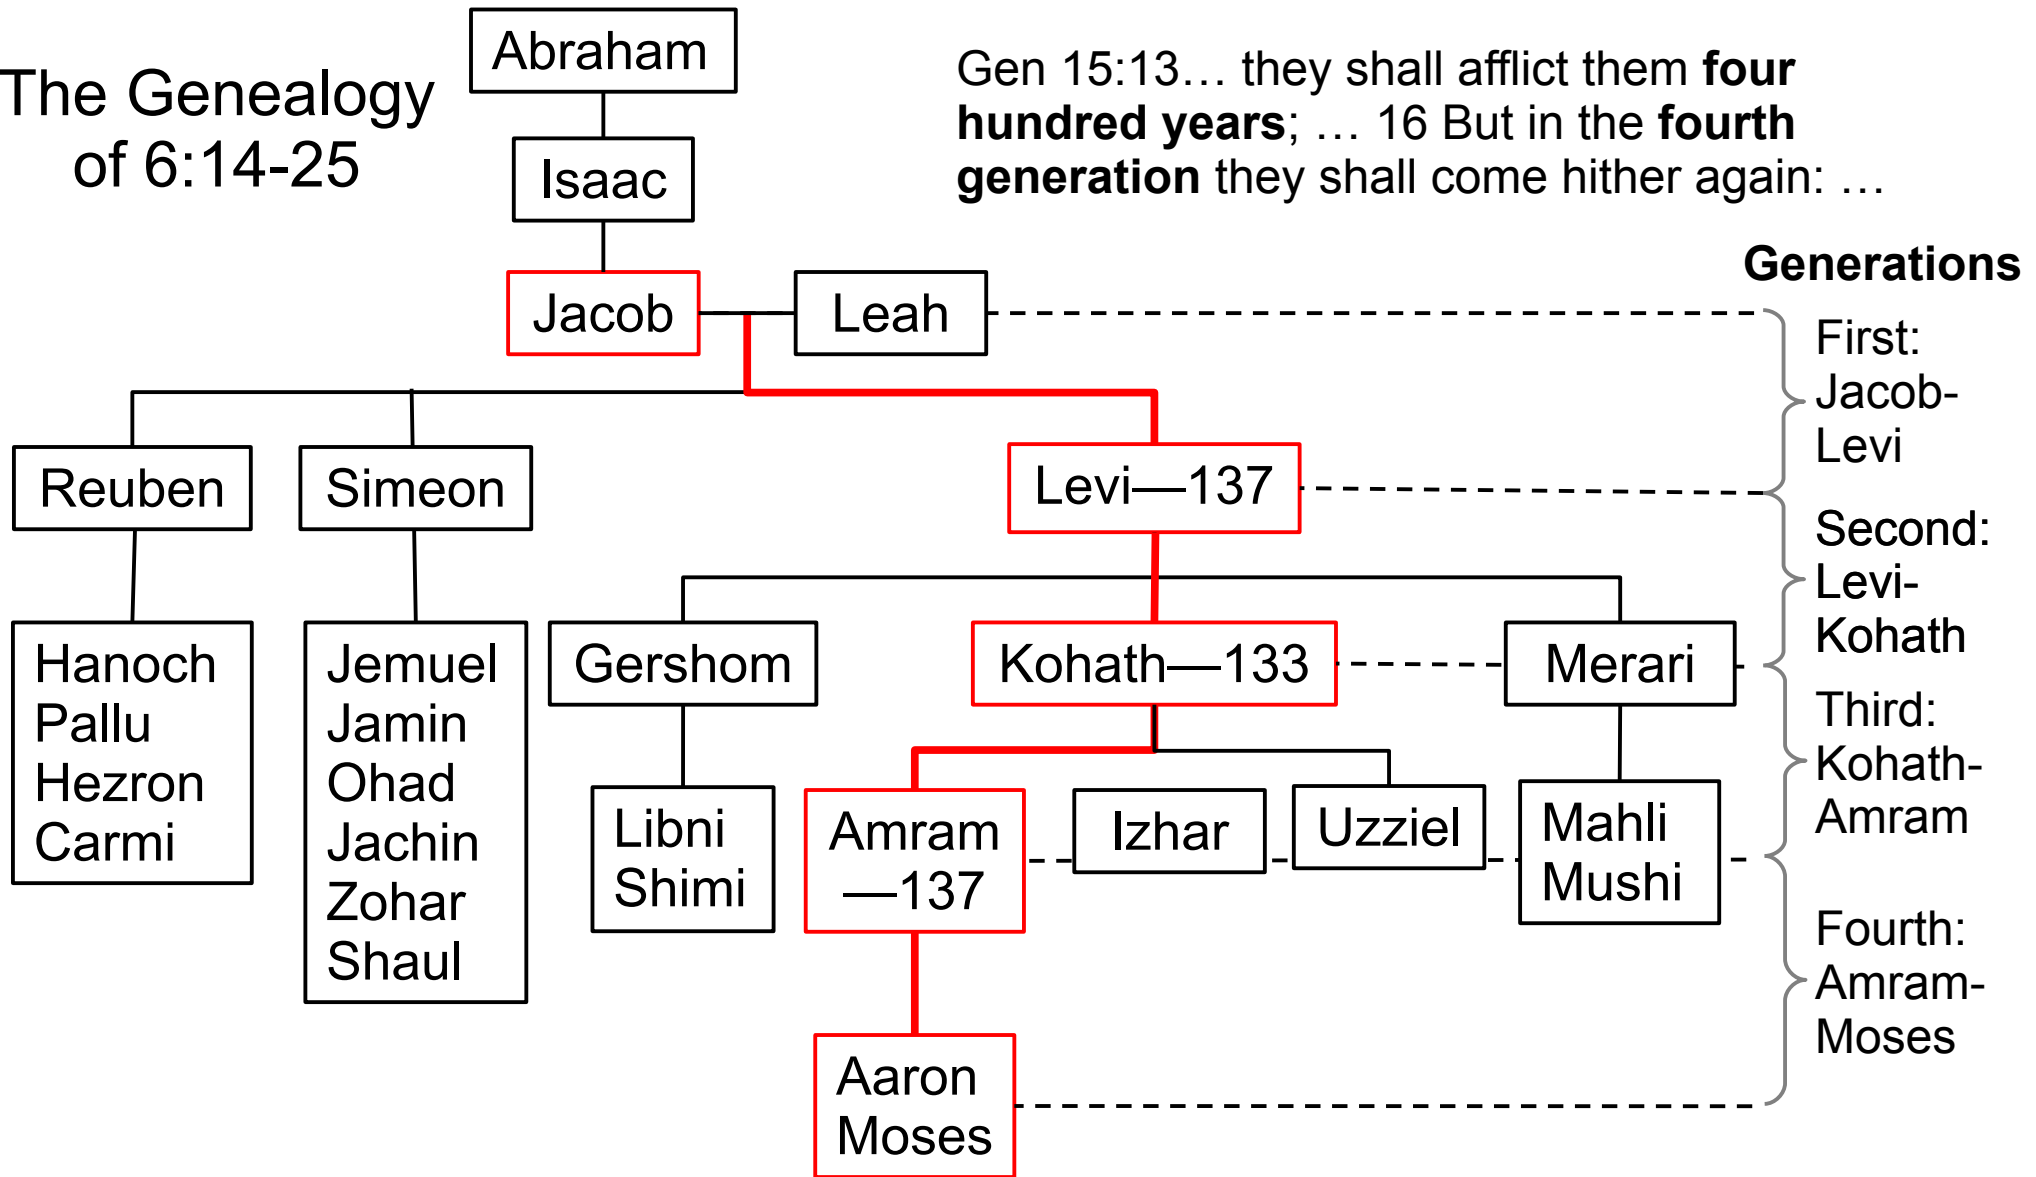 The Genealogy
of 6:14-25
Gen 15:13… they shall afflict them four
hundred years; … 16 But in the fourth
generation they shall come hither again: …
Abraham
Isaac
Jacob
Leah
Generations
First:
Jacob-
Levi
Reuben
Simeon
Levi—137
Second:
Levi-
Kohath
Hanoch
Pallu
Hezron
Carmi
Jemuel
Jamin
Ohad
Jachin
Zohar
Shaul
Gershom
Kohath—133
Merari
Third:
Kohath-
Amram
Libni
Shimi
Amram
—137
Izhar
Uzziel
Mahli
Mushi
Fourth:
Amram-
Moses
Aaron
Moses